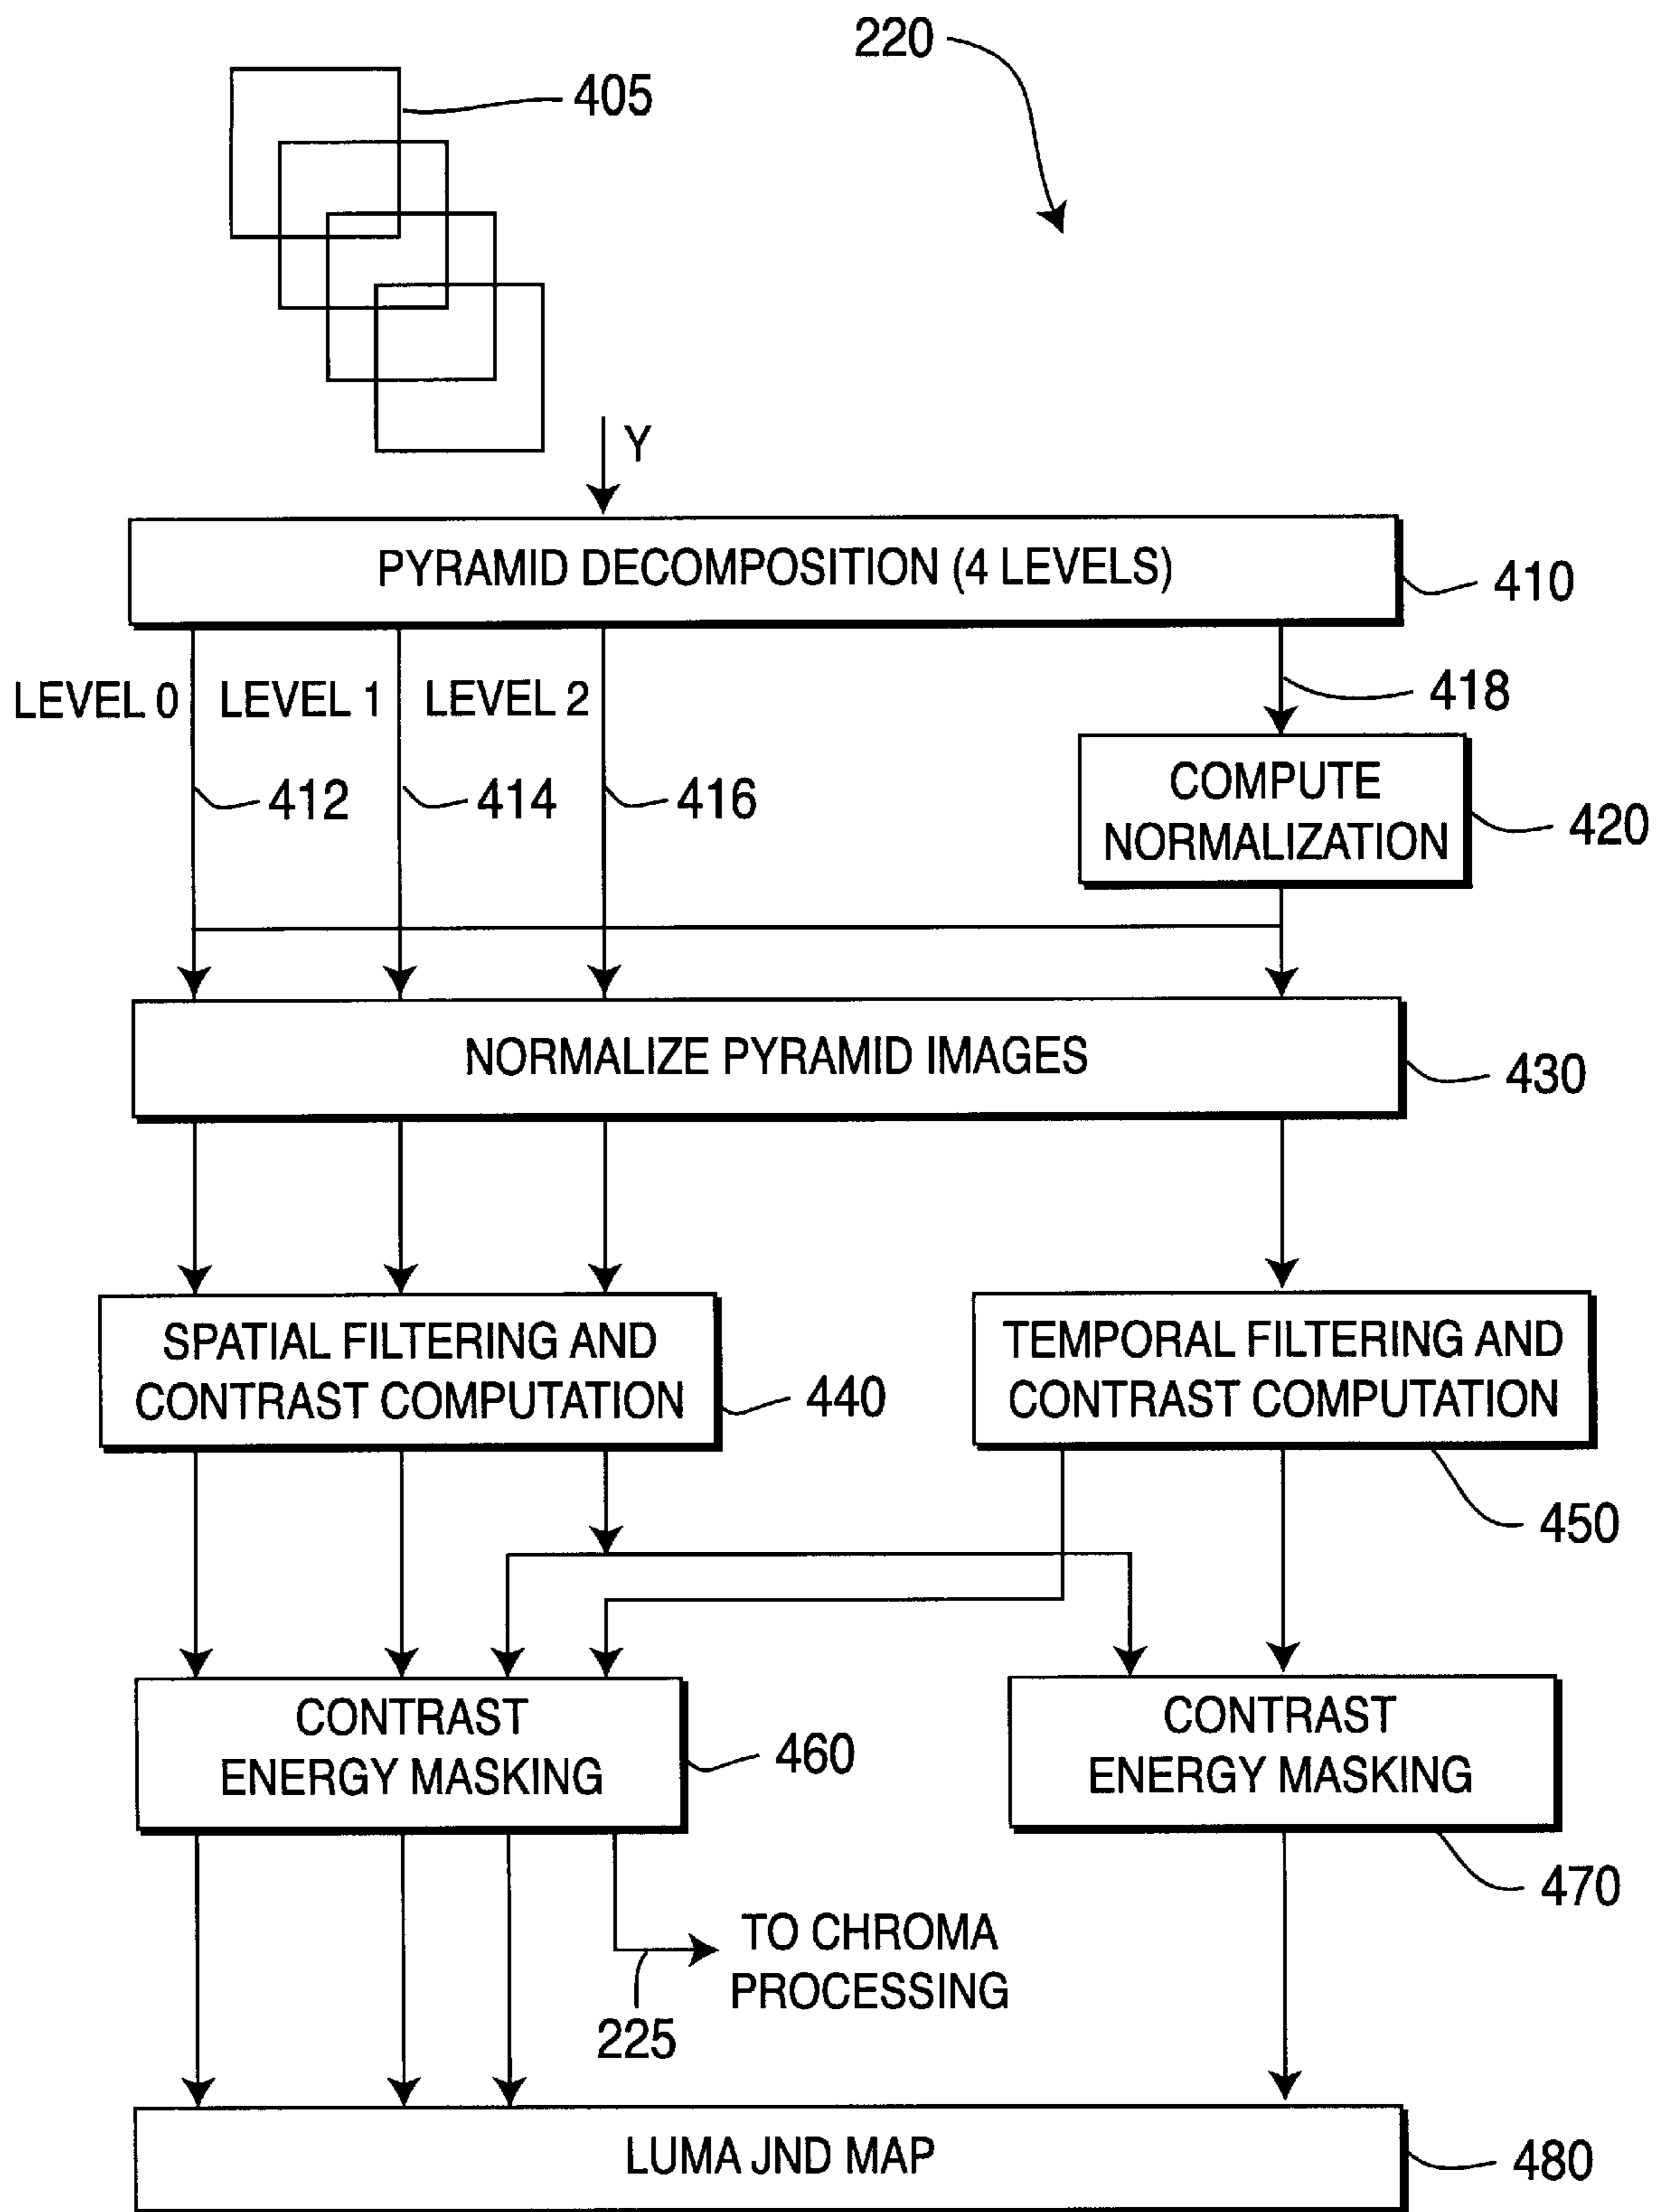 220
405
Y
PYRAMID DECOMPOSITION (4 LEVELS)
410
LEVEL 0
LEVEL 1
LEVEL 2
418
412
414
416
COMPUTE
NORMALIZATION
420
NORMALIZE PYRAMID IMAGES
430
SPATIAL FILTERING AND
CONTRAST COMPUTATION
440
TEMPORAL FILTERING AND
CONTRAST COMPUTATION
450
CONTRAST
ENERGY MASKING
460
CONTRAST
ENERGY MASKING
470
TO CHROMA
PROCESSING
225
LUMA JND MAP
480